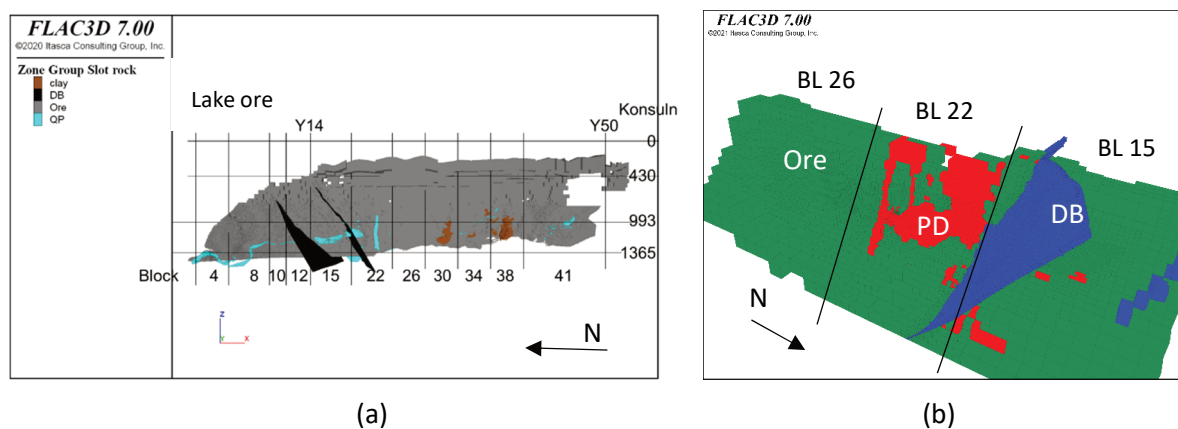 FLAC3D 7.00
©2020 Itasca Consulting Group, Inc.
Zone Group Slot rock
clay
DB
Ore
QP
Lake ore
Konsuln
Y14
Y50
0
430
993
1365
Block 4 8 10 12 15 22 26 30 34 38 41
z
Y x
N
(a)
FLAC3D 7.00
©2021 Itasca Consulting Group, Inc.
BL 26
BL 22
BL 15
Ore
PD
DB
N
(b)